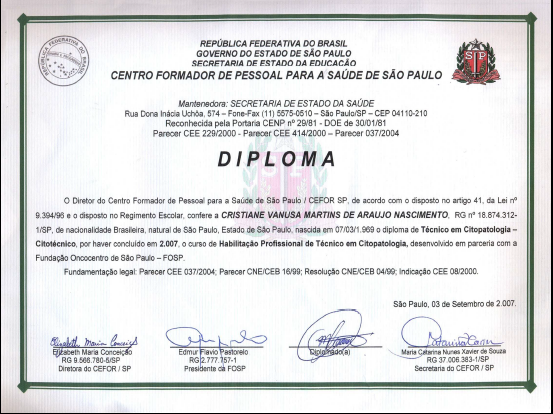 REPÚBLICA FEDERATIVA DO BRASIL
GOVERNO DO ESTADO DE SÃO PAULO
SECRETARIA DE ESTADO DA EDUCAÇÃO
CENTRO FORMADOR DE PESSOAL PARA A SAÚDE DE SÃO PAULO
Mantenedora: SECRETARIA DE ESTADO DA SAÚDE
Rua Dona Inácia Uchôa, 574 – Fone-Fax (11) 5575-0510 – São Paulo/SP – CEP 04110-210
Reconhecida pela Portaria CENP nº 29/81 - DOE de 30/01/81
Parecer CEE 229/2000 - Parecer CEE 414/2000 – Parecer 037/2004
DIPLOMA
O Diretor do Centro Formador de Pessoal para a Saúde de São Paulo / CEFOR SP, de acordo com o disposto no artigo 41, da Lei nº
9.394/96 e o disposto no Regimento Escolar, confere a CRISTIANE VANUSA MARTINS DE ARAUJO NASCIMENTO, RG nº 18.874.312-
1/SP, de nacionalidade Brasileira, natural de São Paulo, Estado de São Paulo, nascida em 07/03/1.969 o diploma de Técnico em Citopatologia –
Citotécnico, por haver concluído em 2.007, o curso de Habilitação Profissional de Técnico em Citopatologia, desenvolvido em parceria com a
Fundação Oncocentro de São Paulo – FOSP.
Fundamentação legal: Parecer CEE 037/2004; Parecer CNE/CEB 16/99; Resolução CNE/CEB 04/99; Indicação CEE 08/2000.
São Paulo, 03 de Setembro de 2.007.
Elizabeth Maria Conceição
Elizabeth Maria Conceição
RG 9.566.780-5/SP
Diretora do CEFOR / SP
Edmur Flavio Pastorelo
RG 2.777.757-1
Presidente da FOSP
Diplomado(a)
Maria Catarina Nunes Xavier de Souza
RG 37.006.383-1/SP
Secretaria do CEFOR / SP